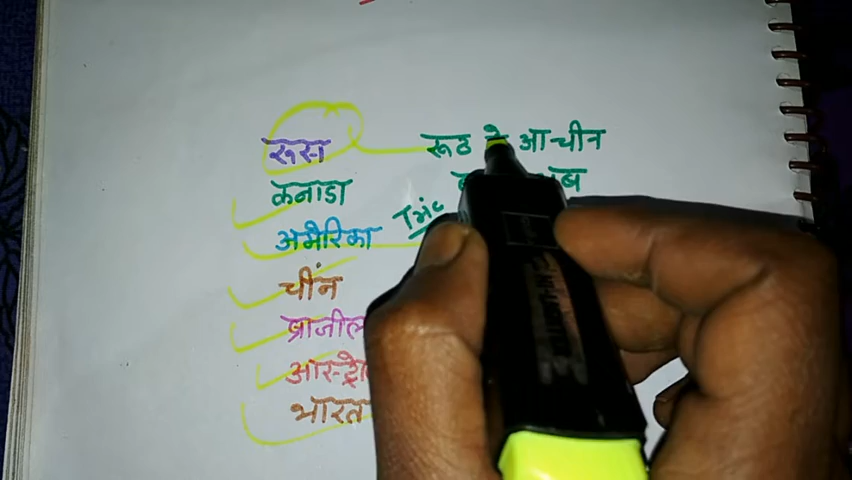 रूस
रूठ के आ चीन
कनाडा
अमेरिका
चींन
ब्राजील
भारत